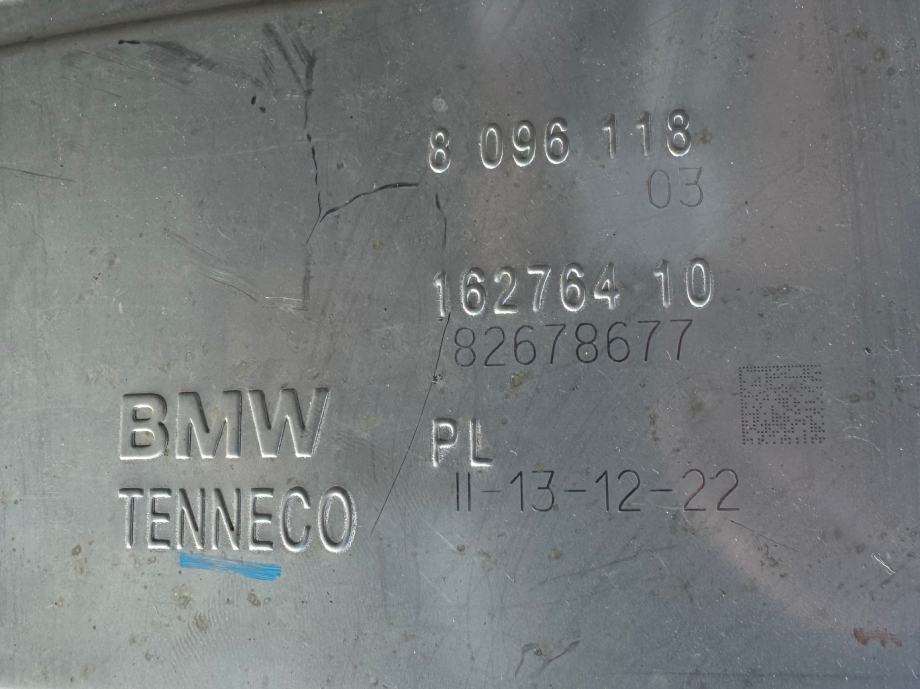 8 096 118
03
162764 10
82678677
BMW
PL
TENNECO
II-13-12-22